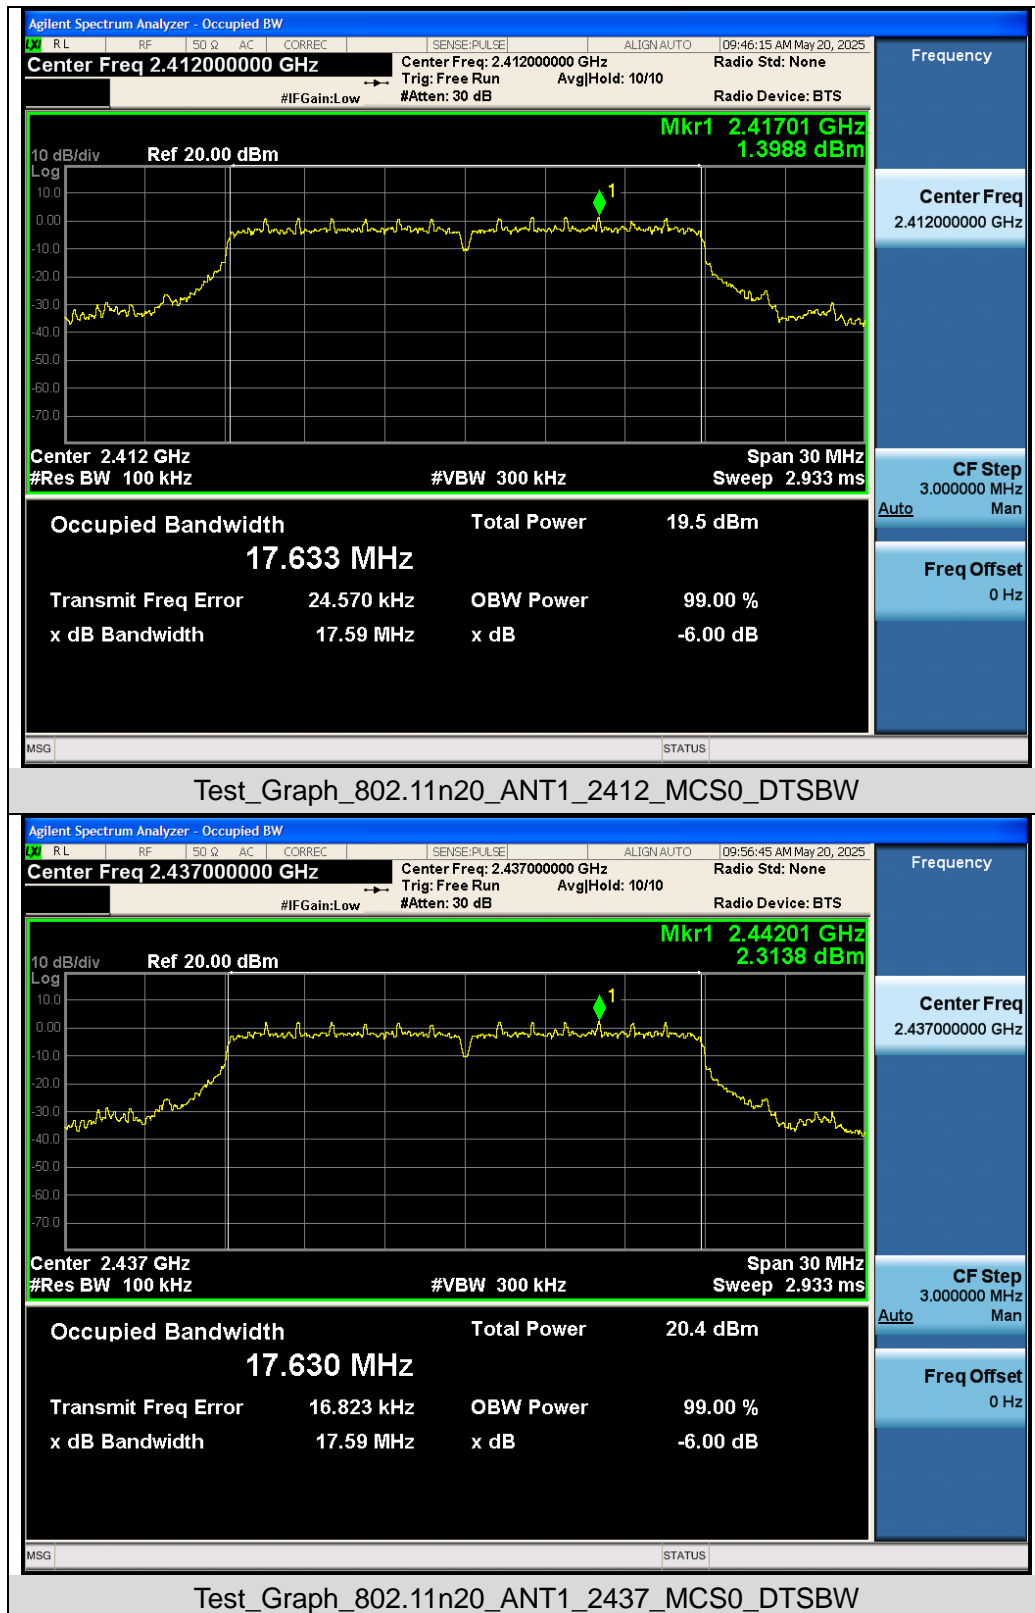 Agilent Spectrum Analyzer - Occupied BW
LXI RL RF 50 Ω AC CORREC SENSE:PULSE ALIGN AUTO 09:46:15 AM May 20, 2025
Center Freq 2.412000000 GHz
Center Freq: 2.412000000 GHz Radio Std: None
Trig: Free Run Avg|Hold: 10/10
#IFGain:Low #Atten: 30 dB Radio Device: BTS
Frequency
Mkr1 2.41701 GHz
1.3988 dBm
10 dB/div Ref 20.00 dBm
Log
10.0
0.00
-10.0
-20.0
-30.0
-40.0
-50.0
-60.0
-70.0
1
Center 2.412 GHz Span 30 MHz
#Res BW 100 kHz #VBW 300 kHz Sweep 2.933 ms
Center Freq
2.412000000 GHz
CF Step
3.000000 MHz
Auto Man
Freq Offset
0 Hz
Occupied Bandwidth Total Power 19.5 dBm
17.633 MHz
Transmit Freq Error 24.570 kHz OBW Power 99.00 %
x dB Bandwidth 17.59 MHz x dB -6.00 dB
MSG STATUS
Test_Graph_802.11n20_ANT1_2412_MCS0_DTSBW
Agilent Spectrum Analyzer - Occupied BW
LXI RL RF 50 Ω AC CORREC SENSE:PULSE ALIGN AUTO 09:56:45 AM May 20, 2025
Center Freq 2.437000000 GHz
Center Freq: 2.437000000 GHz Radio Std: None
Trig: Free Run Avg|Hold: 10/10
#IFGain:Low #Atten: 30 dB Radio Device: BTS
Frequency
Mkr1 2.44201 GHz
2.3138 dBm
10 dB/div Ref 20.00 dBm
Log
10.0
0.00
-10.0
-20.0
-30.0
-40.0
-50.0
-60.0
-70.0
1
Center 2.437 GHz Span 30 MHz
#Res BW 100 kHz #VBW 300 kHz Sweep 2.933 ms
Center Freq
2.437000000 GHz
CF Step
3.000000 MHz
Auto Man
Freq Offset
0 Hz
Occupied Bandwidth Total Power 20.4 dBm
17.630 MHz
Transmit Freq Error 16.823 kHz OBW Power 99.00 %
x dB Bandwidth 17.59 MHz x dB -6.00 dB
MSG STATUS
Test_Graph_802.11n20_ANT1_2437_MCS0_DTSBW